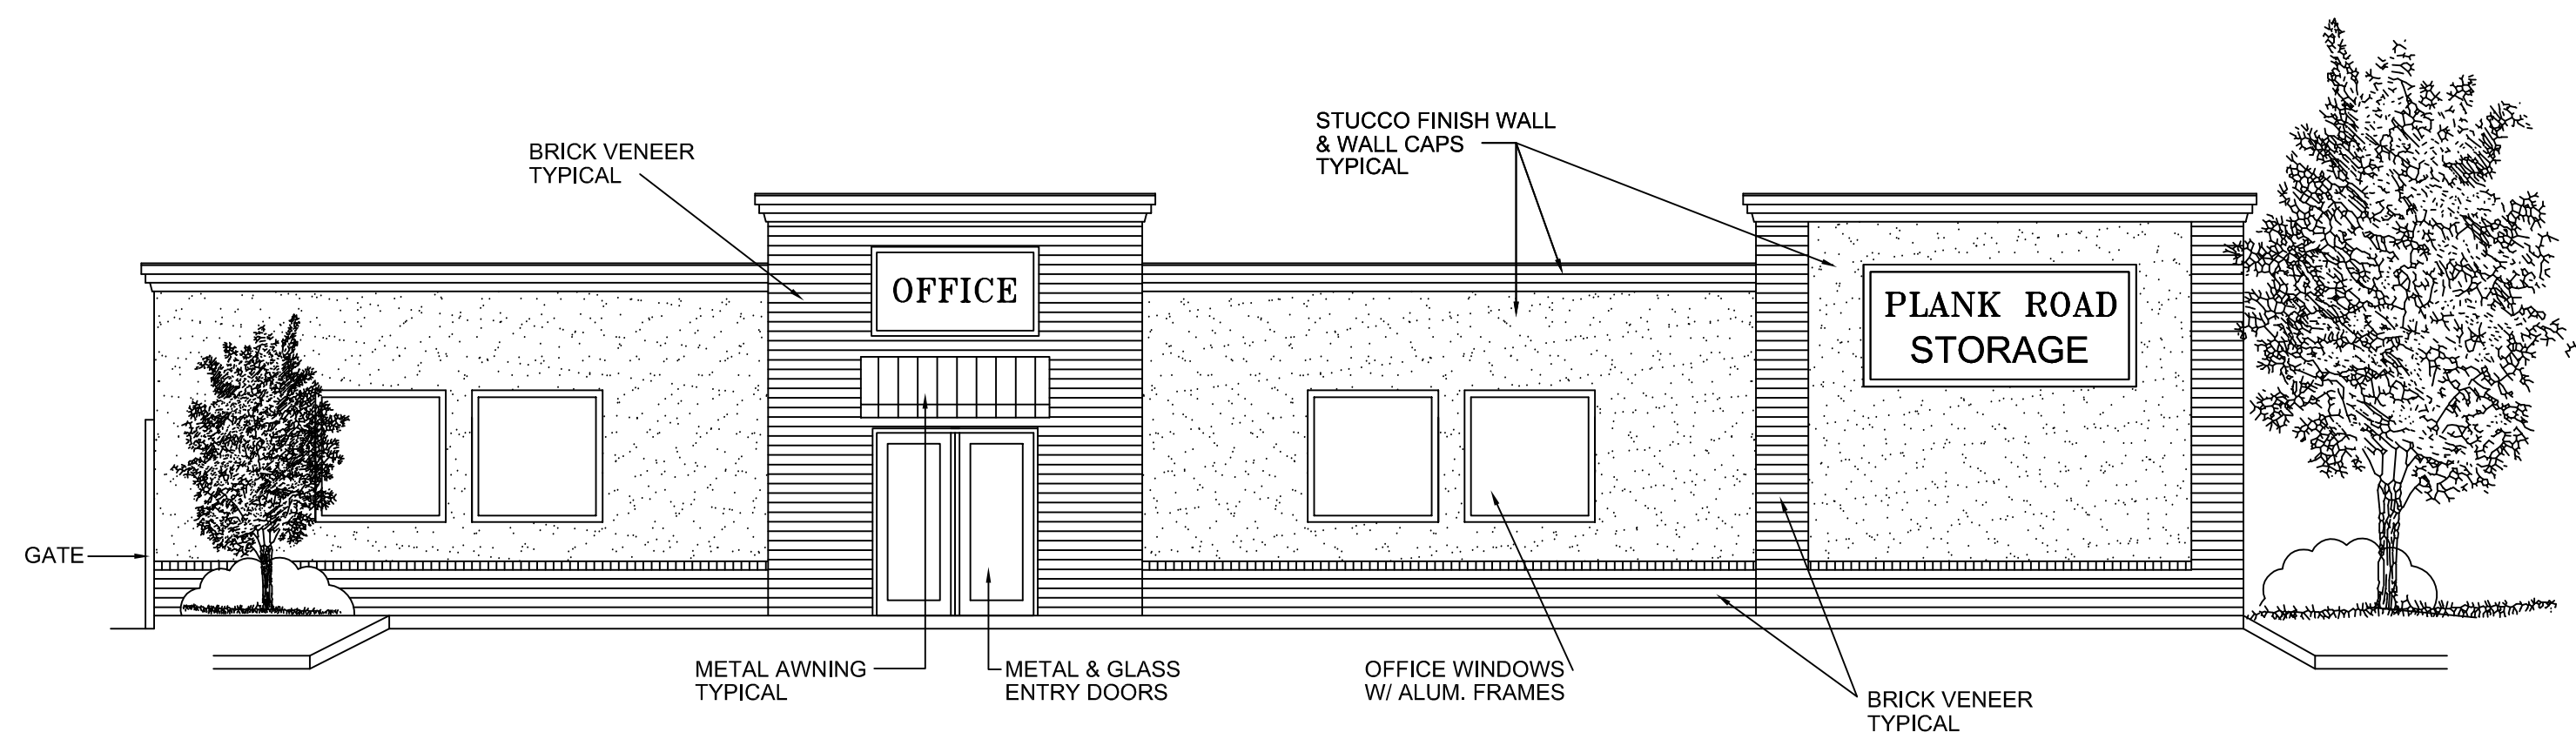 STUCCO FINISH WALL
& WALL CAPS
TYPICAL
BRICK VENEER
TYPICAL
OFFICE
PLANK ROAD
STORAGE
GATE
METAL AWNING
TYPICAL
METAL & GLASS
ENTRY DOORS
OFFICE WINDOWS
W/ ALUM. FRAMES
BRICK VENEER
TYPICAL